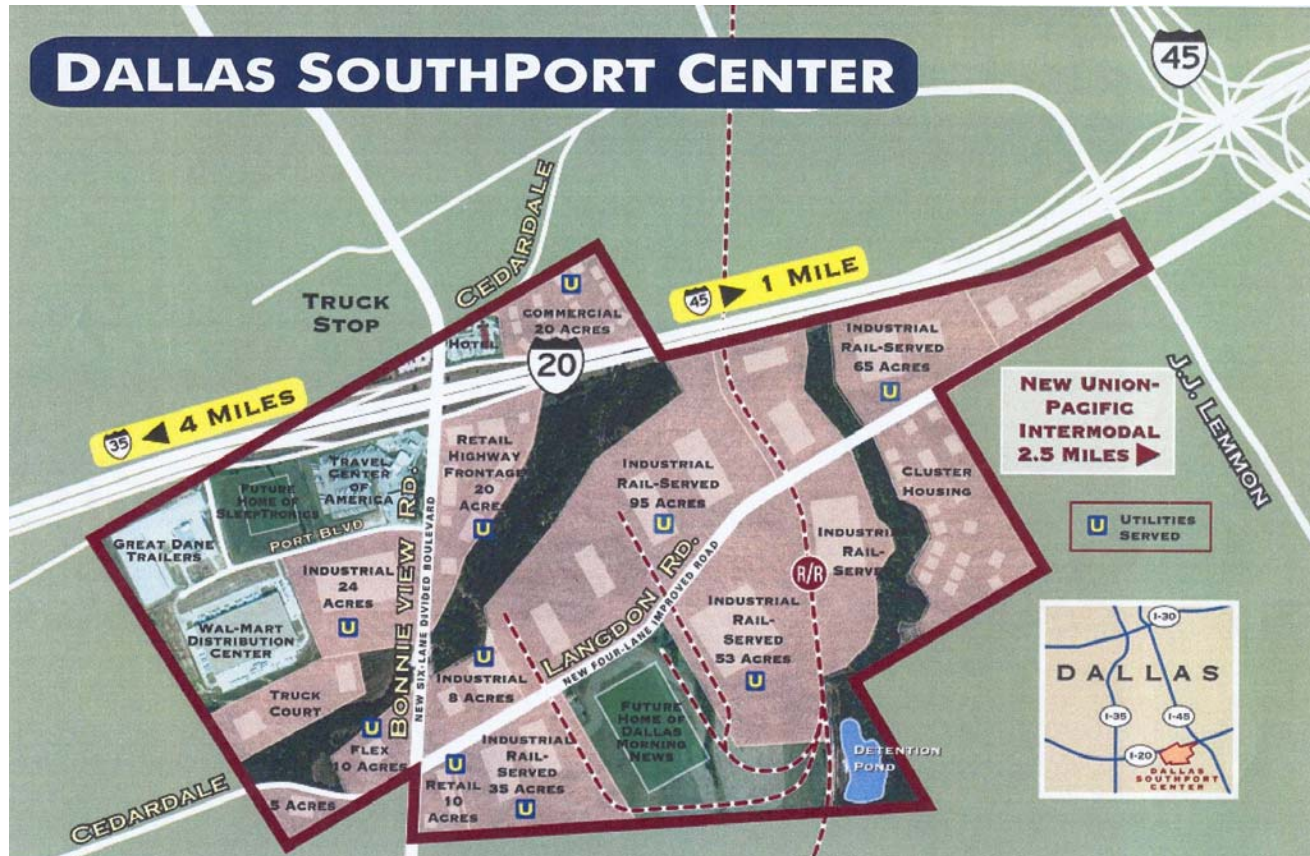 DALLAS SOUTHPORT CENTER
45
CEDARDALE
TRUCK
STOP
U
COMMERCIAL
20 ACRES
HOTEL
45 ▶ 1 MILE
20
35 ◀ 4 MILES
INDUSTRIAL
RAIL-SERVED
65 ACRES
U
J.J. LEMMON
NEW UNION-
PACIFIC
INTERMODAL
2.5 MILES ▶
U UTILITIES
SERVED
TRAVEL
CENTER
OF
AMERICA
FUTURE
HOME OF
SLEEPTRONICS
PORT BLVD
GREAT DANE
TRAILERS
RETAIL
HIGHWAY
FRONTAGE
20
ACRES
U
INDUSTRIAL
RAIL-SERVED
95 ACRES
U
CLUSTER
HOUSING
INDUSTRIAL
24
ACRES
U
BONNIE VIEW RD.
NEW SIX-LANE DIVIDED BOULEVARD
LANGDON RD.
NEW FOUR-LANE IMPROVED ROAD
R/R
INDUSTRIAL
RAIL-
SERVE
INDUSTRIAL
RAIL-
SERVED
53 ACRES
U
WAL-MART
DISTRIBUTION
CENTER
TRUCK
COURT
U
INDUSTRIAL
8 ACRES
U
FLEX
10 ACRES
5 ACRES
CEDARDALE
U
RETAIL
10
ACRES
INDUSTRIAL
RAIL-
SERVED
35 ACRES
U
FUTURE
HOME OF
DALLAS
MORNING
NEWS
DETENTION
POND
I-30
DALLAS
I-35
I-45
I-20
DALLAS
SOUTHPORT
CENTER